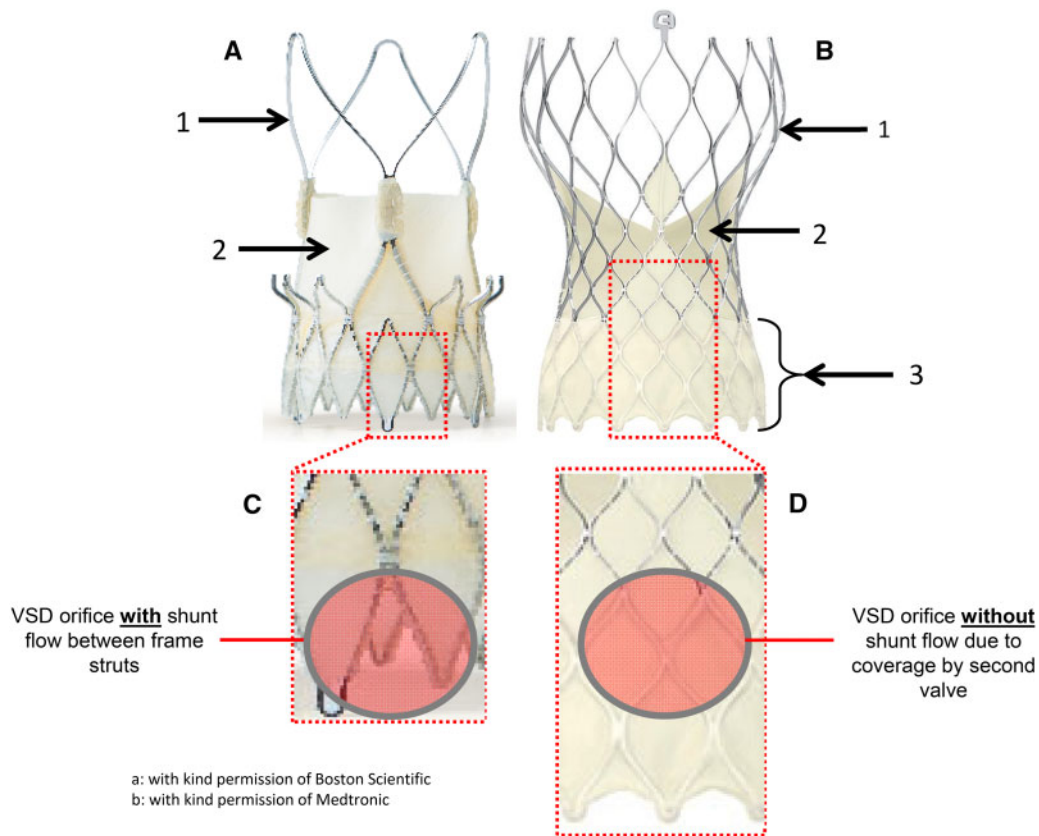 A
B
1
1
2
2
3
C
D
VSD orifice with shunt
flow between frame
struts
VSD orifice without
shunt flow due to
coverage by second
valve
a: with kind permission of Boston Scientific
b: with kind permission of Medtronic